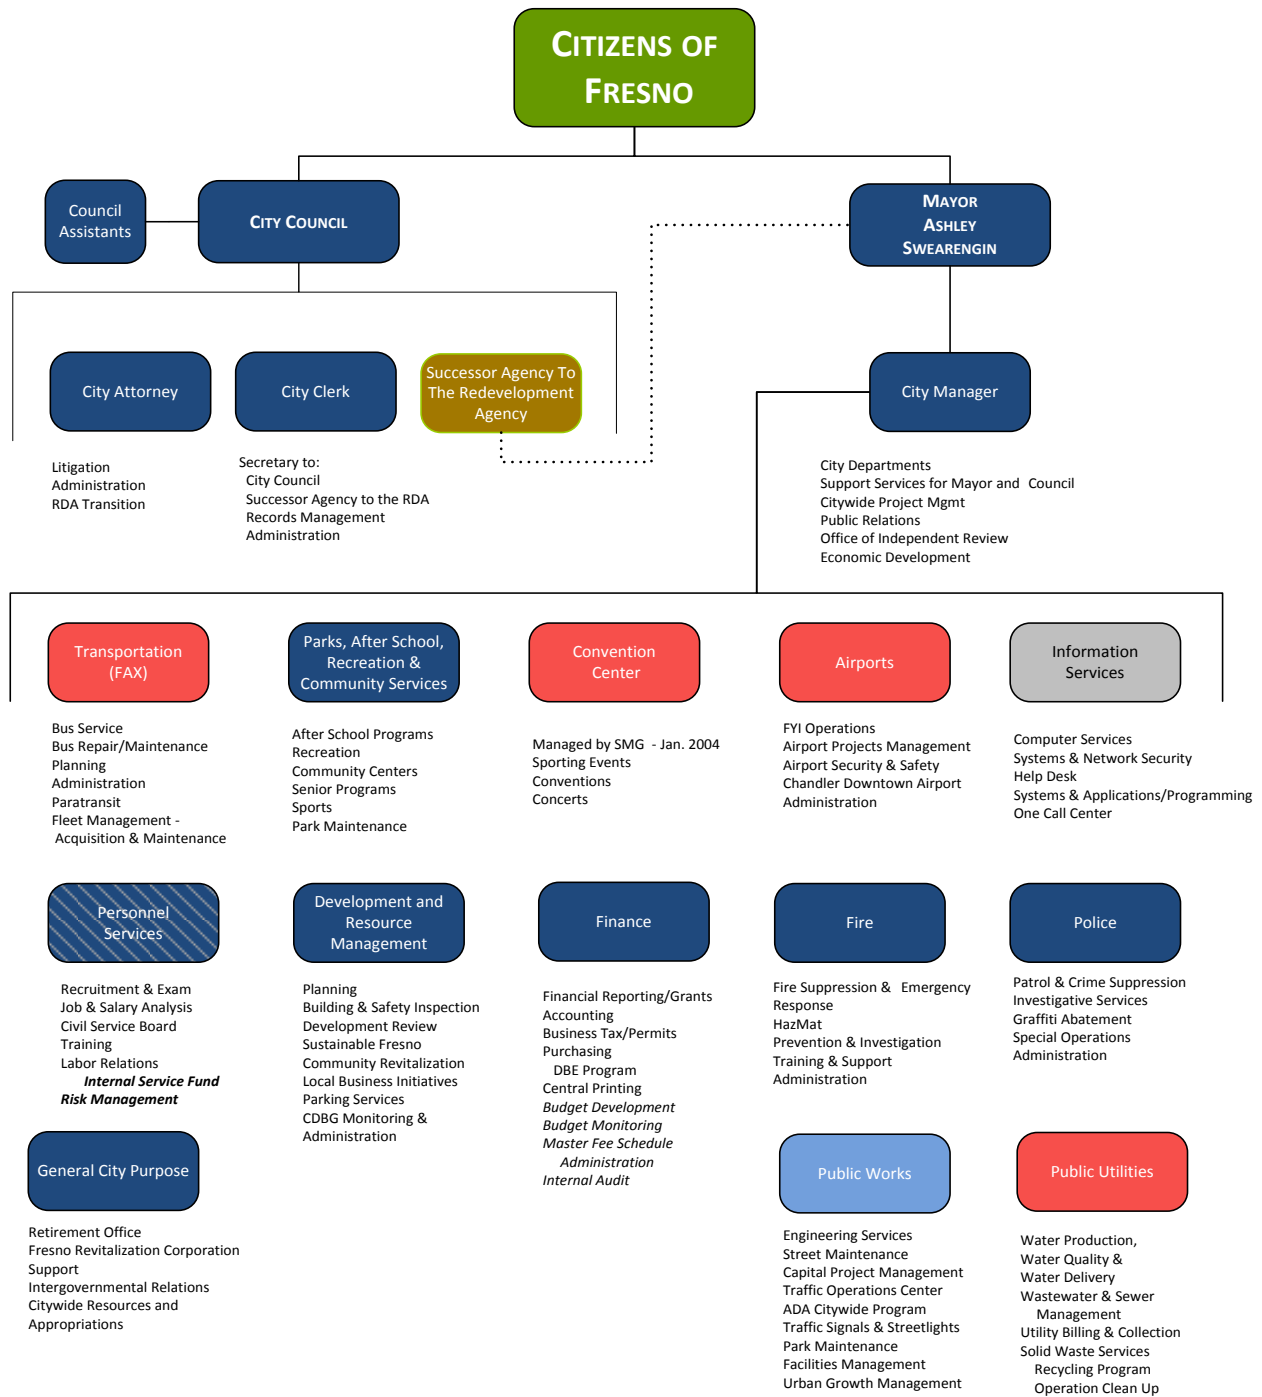 CITIZENS OF
FRESNO
Council
Assistants
CITY COUNCIL
MAYOR
ASHLEY
SWEARENGIN
City Attorney
City Clerk
Successor Agency To
The Redevelopment
Agency
City Manager
Litigation
Administration
RDA Transition
Secretary to:
City Council
Successor Agency to the RDA
Records Management
Administration
City Departments
Support Services for Mayor and Council
Citywide Project Mgmt
Public Relations
Office of Independent Review
Economic Development
Transportation
(FAX)
Parks, After School,
Recreation &
Community Services
Convention
Center
Airports
Information
Services
Bus Service
Bus Repair/Maintenance
Planning
Administration
Paratransit
Fleet Management -
Acquisition & Maintenance
After School Programs
Recreation
Community Centers
Senior Programs
Sports
Park Maintenance
Managed by SMG - Jan. 2004
Sporting Events
Conventions
Concerts
FYI Operations
Airport Projects Management
Airport Security & Safety
Chandler Downtown Airport
Administration
Computer Services
Systems & Network Security
Help Desk
Systems & Applications/Programming
One Call Center
Personnel
Services
Development and
Resource
Management
Finance
Fire
Police
Recruitment & Exam
Job & Salary Analysis
Civil Service Board
Training
Labor Relations
Internal Service Fund
Risk Management
Planning
Building & Safety Inspection
Development Review
Sustainable Fresno
Community Revitalization
Local Business Initiatives
Parking Services
CDBG Monitoring &
Administration
Financial Reporting/Grants
Accounting
Business Tax/Permits
Purchasing
DBE Program
Central Printing
Budget Development
Budget Monitoring
Master Fee Schedule
Administration
Internal Audit
Fire Suppression & Emergency
Response
HazMat
Prevention & Investigation
Training & Support
Administration
Patrol & Crime Suppression
Investigative Services
Graffiti Abatement
Special Operations
Administration
General City Purpose
Public Works
Public Utilities
Retirement Office
Fresno Revitalization Corporation
Support
Intergovernmental Relations
Citywide Resources and
Appropriations
Engineering Services
Street Maintenance
Capital Project Management
Traffic Operations Center
ADA Citywide Program
Traffic Signals & Streetlights
Park Maintenance
Facilities Management
Urban Growth Management
Water Production,
Water Quality &
Water Delivery
Wastewater & Sewer
Management
Utility Billing & Collection
Solid Waste Services
Recycling Program
Operation Clean Up